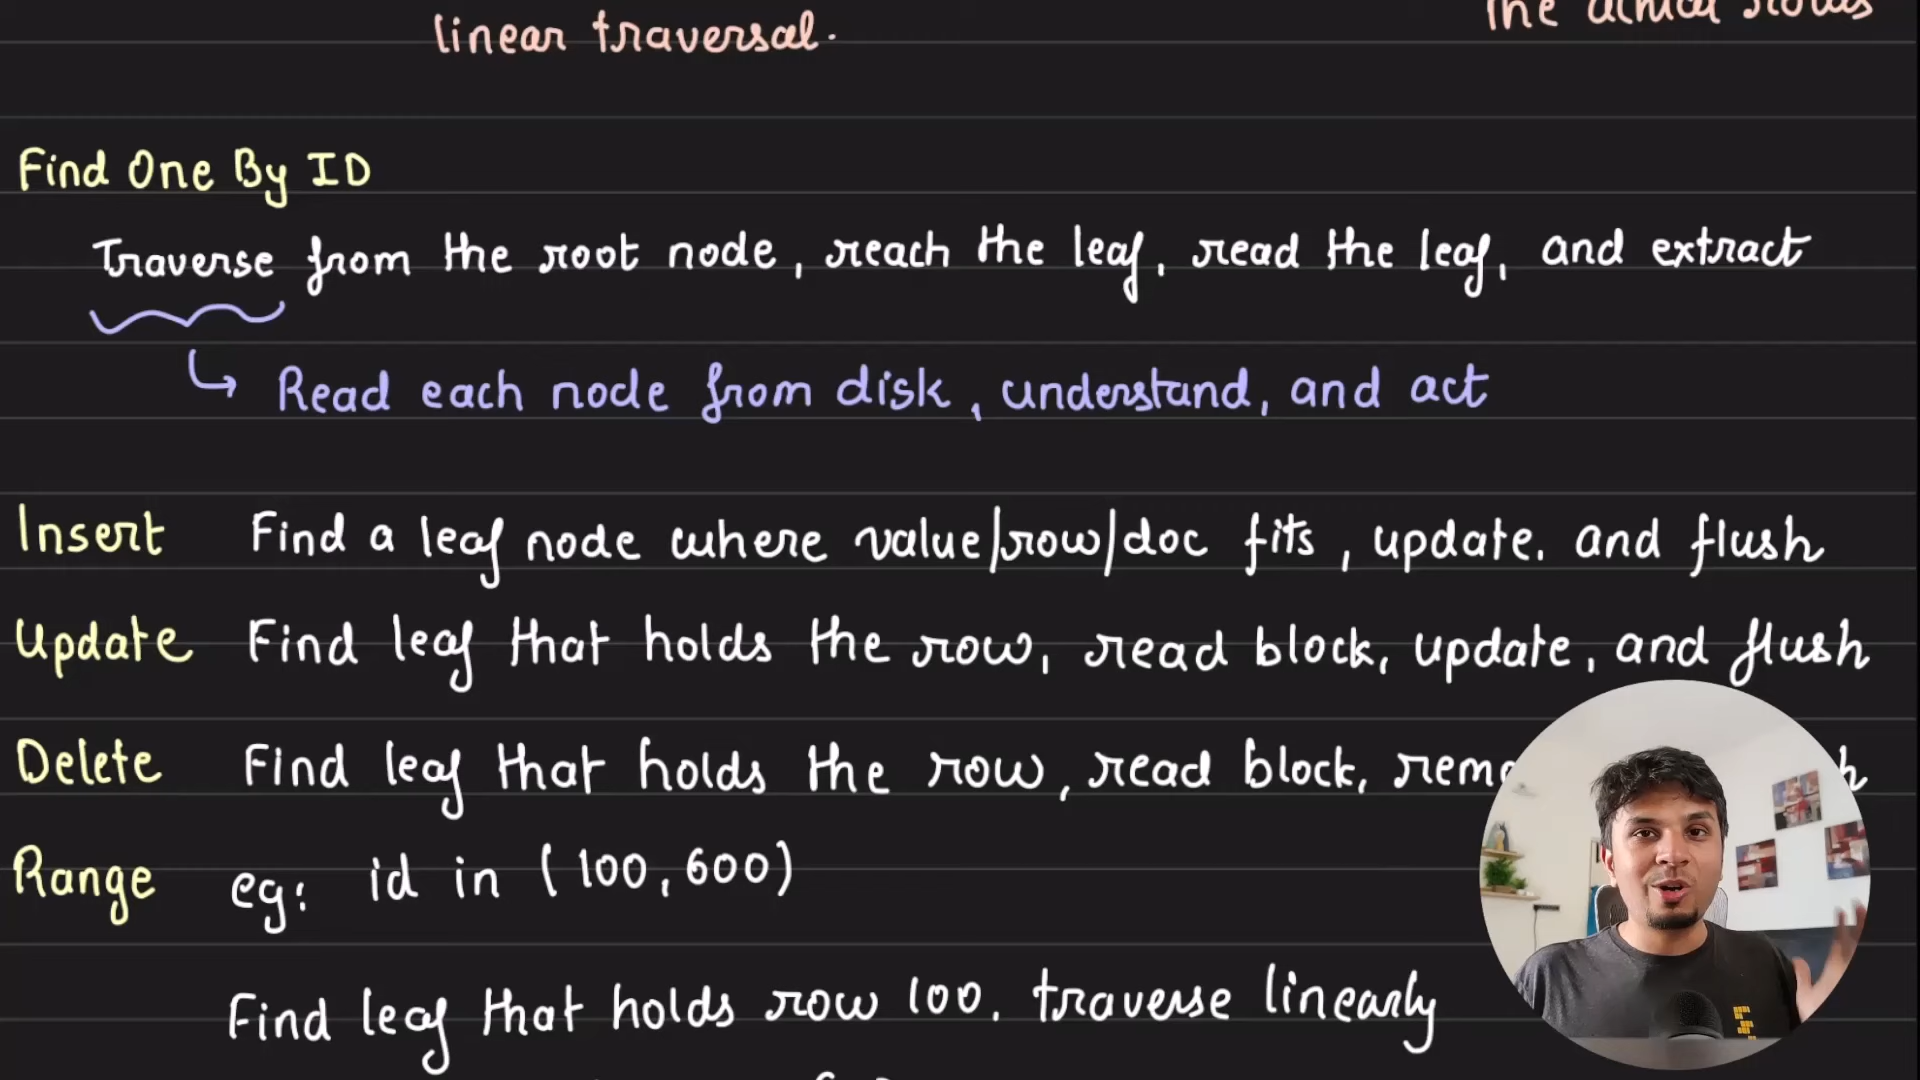 linear traversal.
the actual rows
Find One By ID
Traverse from the root node, reach the leaf, read the leaf, and extract
Read each node from disk, understand, and act
Insert Find a leaf node where value/row/doc fits, update. and flush
Update Find leaf that holds the row, read block, update, and flush
Delete Find leaf that holds the row, read block,
Range eg: id in (100, 600)
Find leaf that holds row 100. traverse linearly